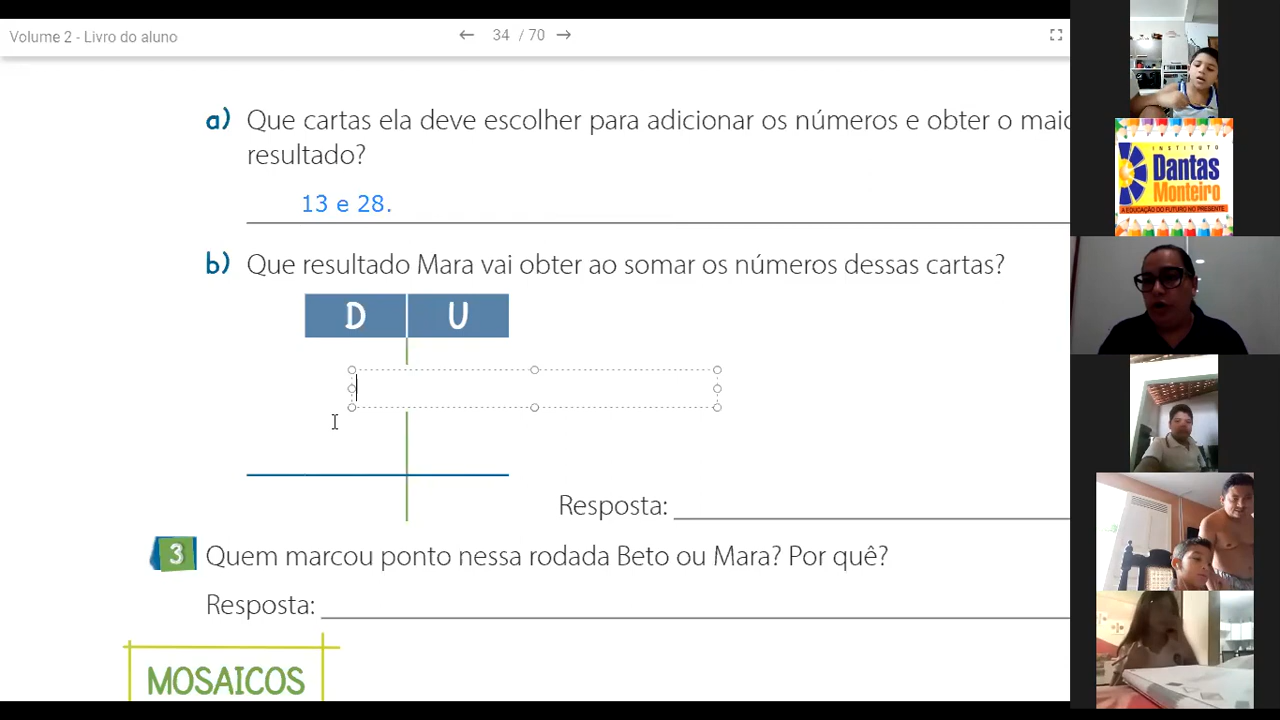 Volume 2 - Livro do aluno
← 34 / 70 →
a) Que cartas ela deve escolher para adicionar os números e obter o maio
resultado?
13 e 28.
b) Que resultado Mara vai obter ao somar os números dessas cartas?
D U
Resposta:
3 Quem marcou ponto nessa rodada Beto ou Mara? Por quê?
Resposta:
MOSAICOS
INSTITUTO
Dantas
Monteiro
A EDUCAÇÃO DO FUTURO NO PRESENTE